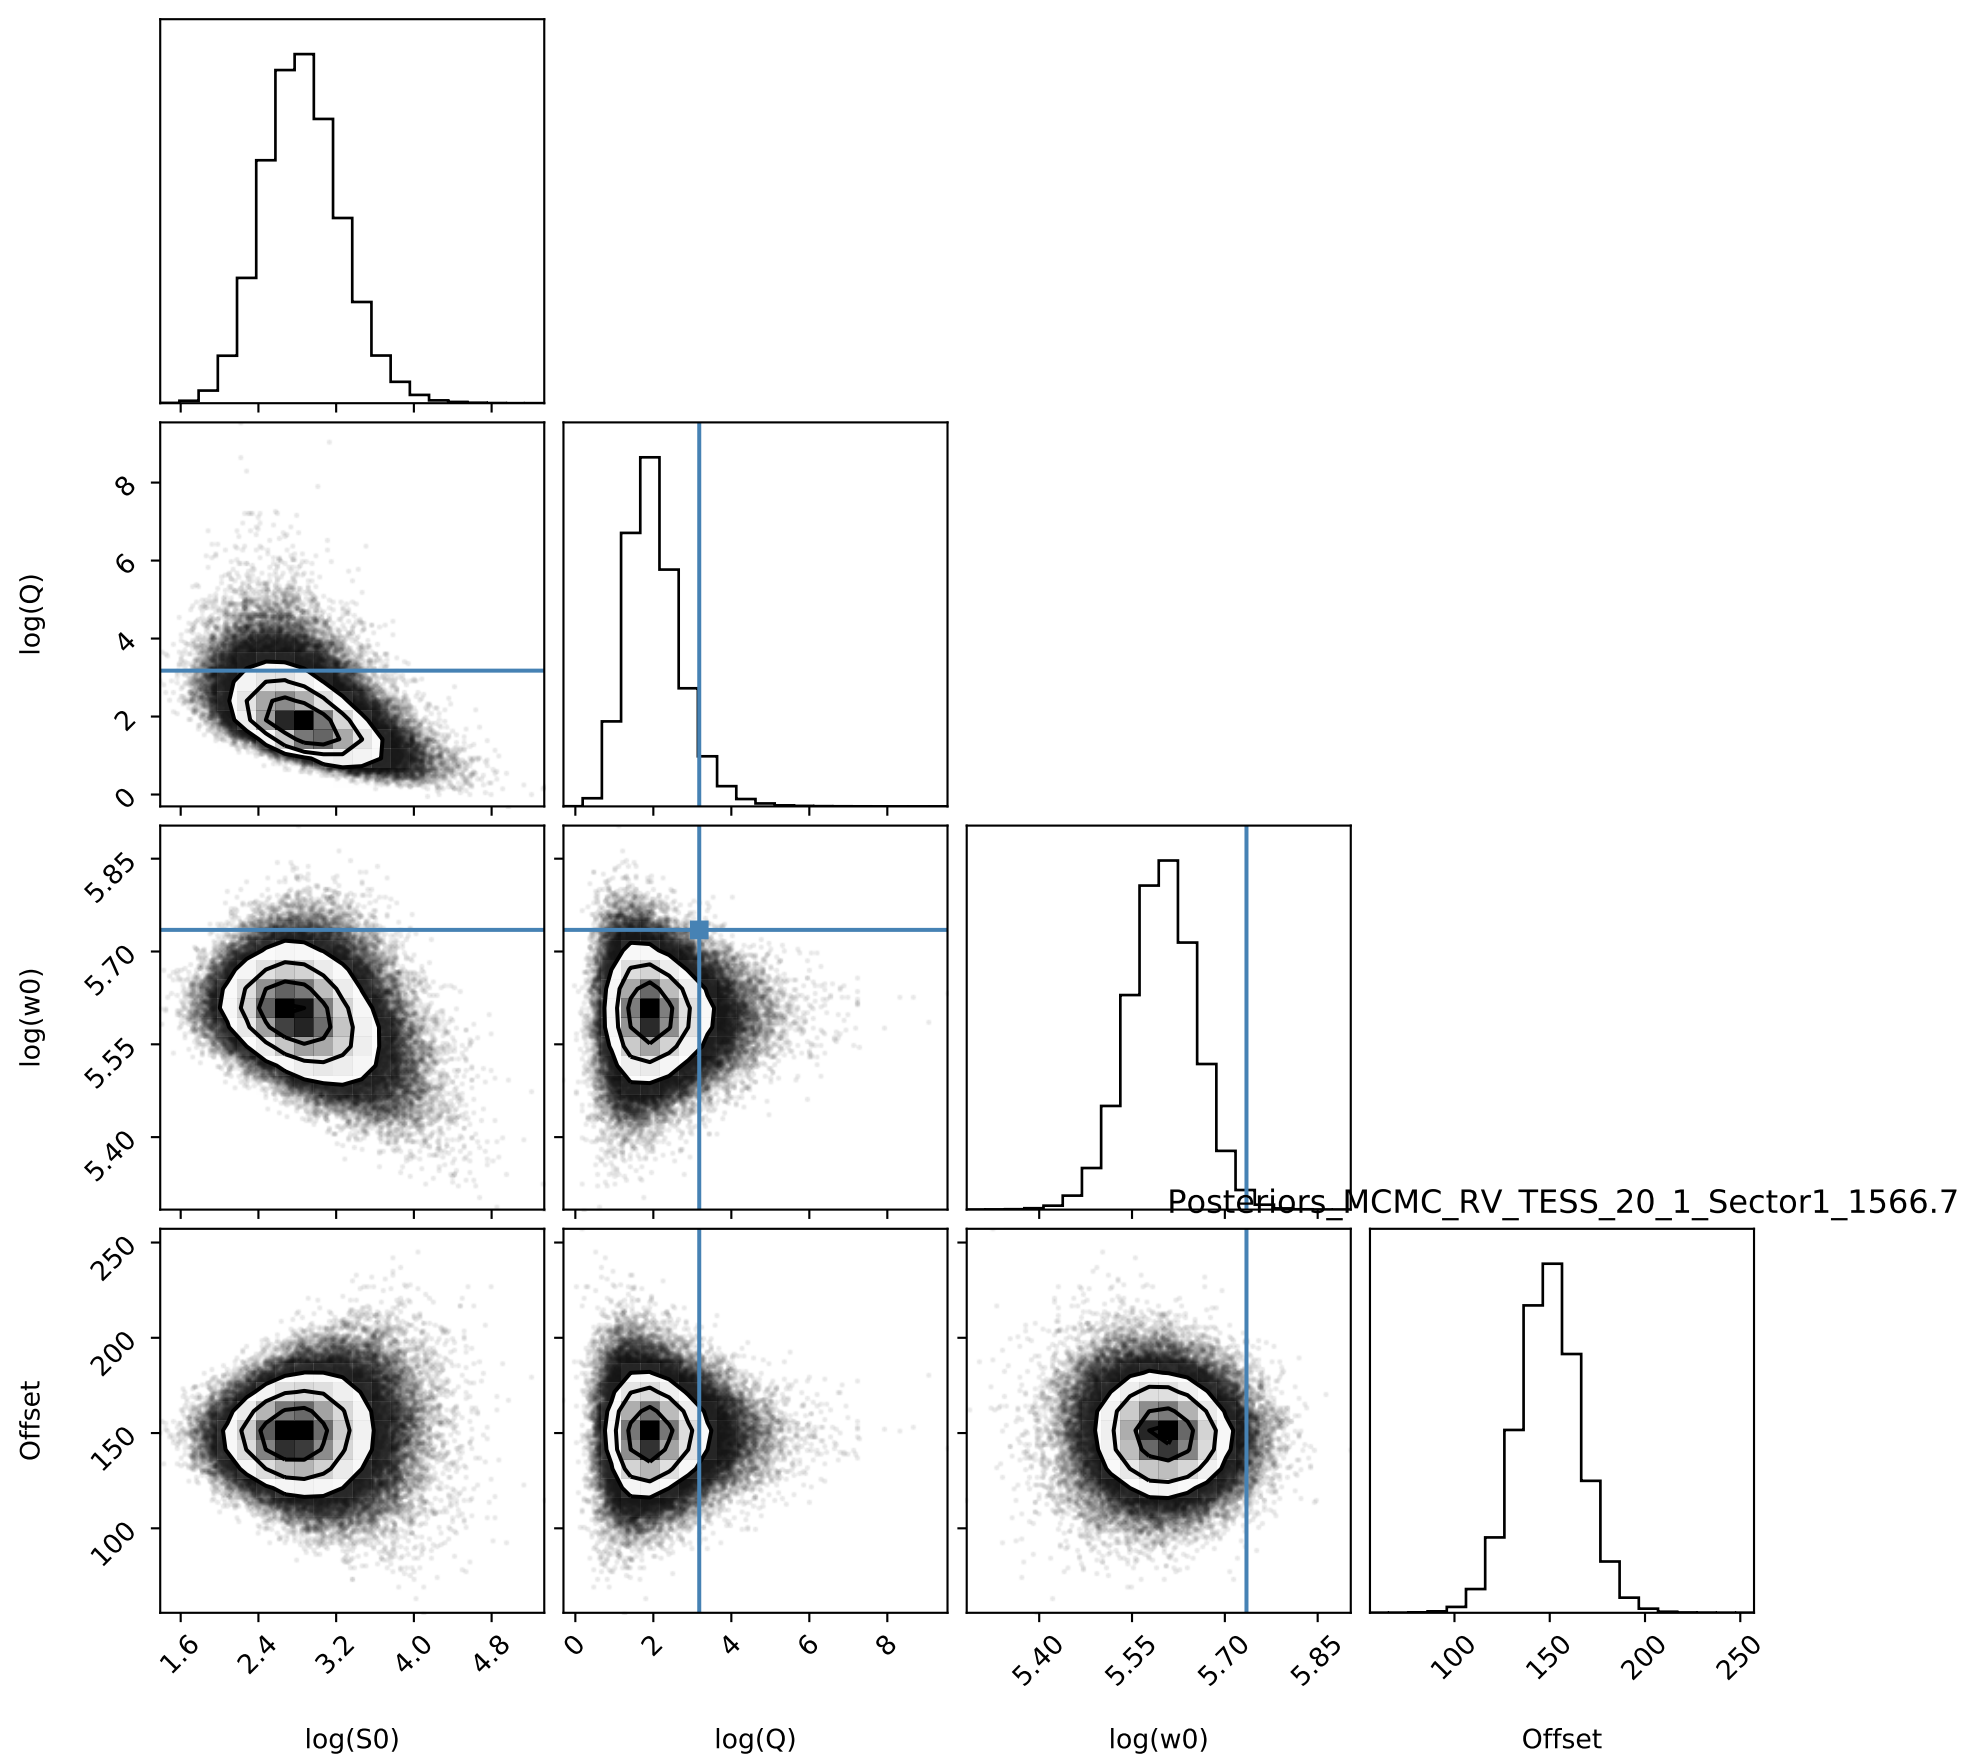 8
6
4
2
0
log(Q)
5.85
5.70
5.55
5.40
log(w0)
Posteriors_MCMC_RV_TESS_20_1_Sector1_1566.7
250
200
150
100
Offset
1.6 2.4 3.2 4.0 4.8 0 2 4 6 8 5.40 5.55 5.70 5.85 100 150 200 250
log(S0) log(Q) log(w0) Offset